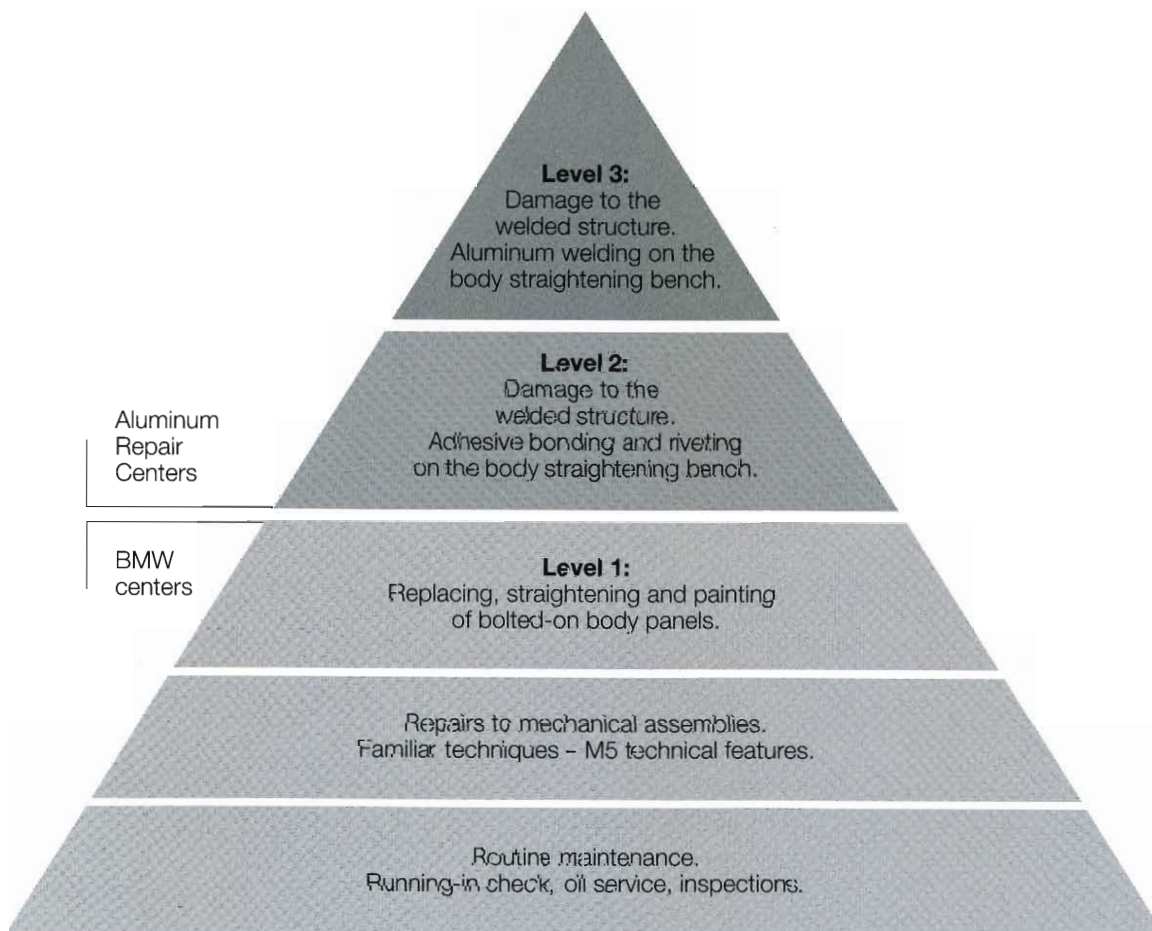 Level 3:
Damage to the
welded structure.
Aluminum welding on the
body straightening bench.
Level 2:
Damage to the
welded structure.
Adhesive bonding and riveting
on the body straightening bench.
Aluminum
Repair
Centers
BMW
centers
Level 1:
Replacing, straightening and painting
of bolted-on body panels.
Repairs to mechanical assemblies.
Familiar techniques – M5 technical features.
Routine maintenance.
Running-in check, oil service, inspections.